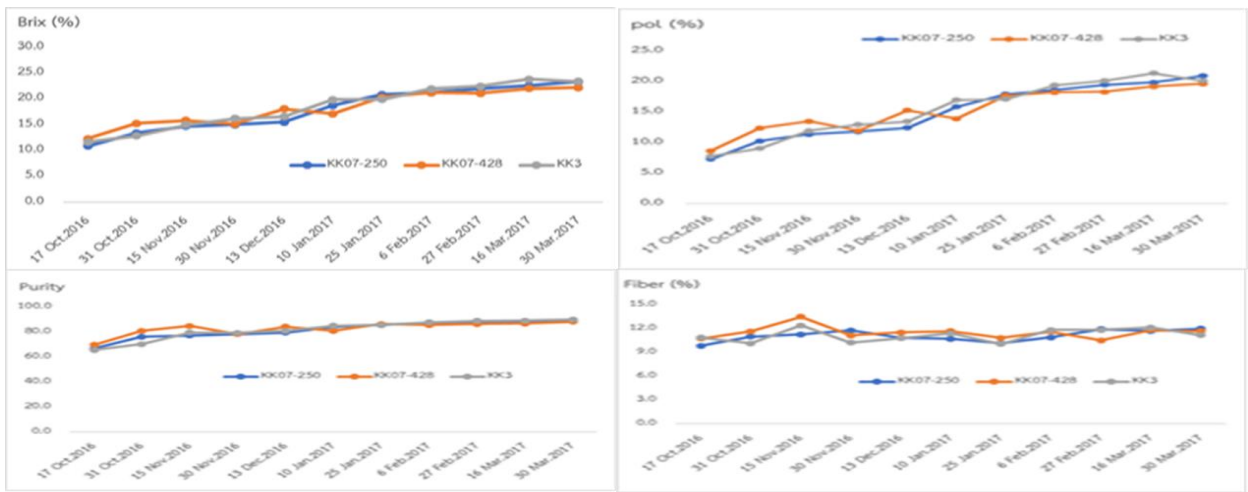 Brix (%)
30.0
25.0
20.0
15.0
10.0
5.0
0.0
KK07-250 KK07-428 KK3
17 Oct.2016 31 Oct.2016 15 Nov.2016 30 Nov.2016 13 Dec.2016 10 Jan.2017 25 Jan.2017 6 Feb.2017 27 Feb.2017 16 Mar.2017 30 Mar.2017
pol (%)
KK07-250 KK07-428 KK3
25.0
20.0
15.0
10.0
5.0
0.0
17 Oct.2016 31 Oct.2016 15 Nov.2016 30 Nov.2016 13 Dec.2016 10 Jan.2017 25 Jan.2017 6 Feb.2017 27 Feb.2017 16 Mar.2017 30 Mar.2017
Purity
100.0
80.0
60.0
40.0
20.0
0.0
KK07-250 KK07-428 KK3
17 Oct.2016 31 Oct.2016 15 Nov.2016 30 Nov.2016 13 Dec.2016 10 Jan.2017 25 Jan.2017 6 Feb.2017 27 Feb.2017 16 Mar.2017 30 Mar.2017
Fiber (%)
15.0
12.0
9.0
6.0
3.0
0.0
KK07-250 KK07-428 KK3
17 Oct.2016 31 Oct.2016 15 Nov.2016 30 Nov.2016 13 Dec.2016 10 Jan.2017 25 Jan.2017 6 Feb.2017 27 Feb.2017 16 Mar.2017 30 Mar.2017